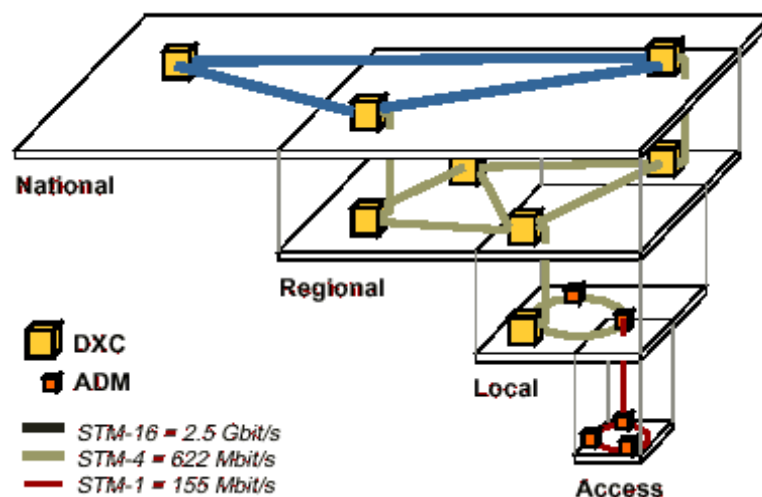 National
Regional
DXC
ADM
Local
STM-16 = 2.5 Gbit/s
STM-4 = 622 Mbit/s
STM-1 = 155 Mbit/s
Access